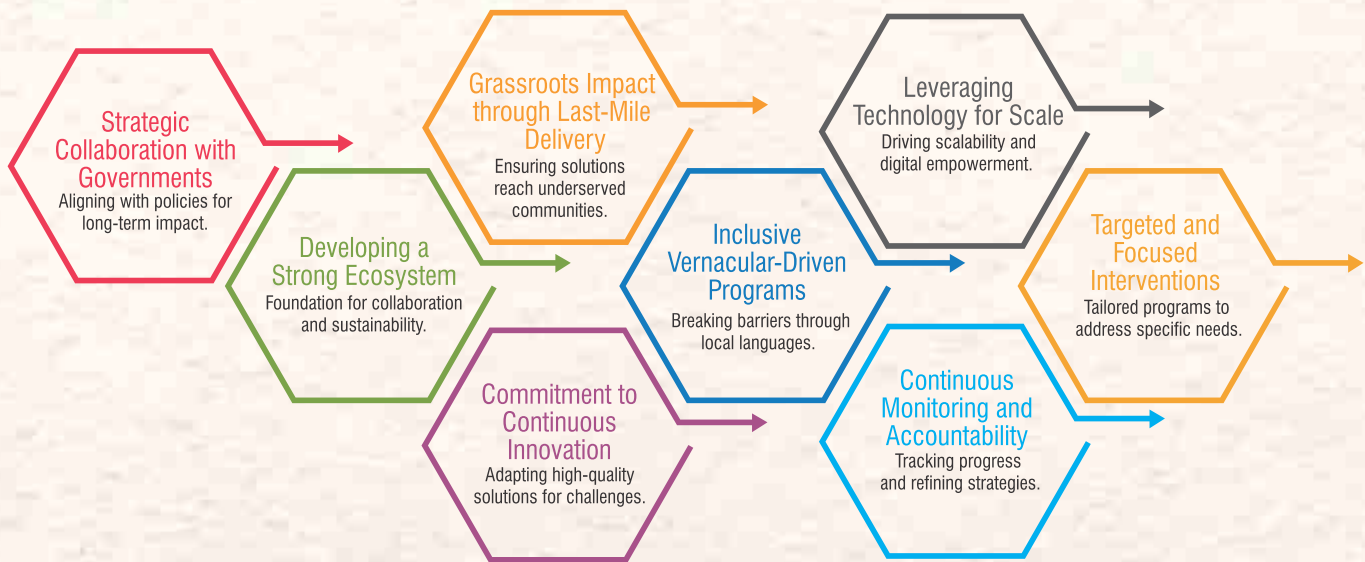 Strategic
Collaboration with
Governments
Aligning with policies for
long-term impact.
Developing a
Strong Ecosystem
Foundation for collaboration
and sustainability.
Grassroots Impact
through Last-Mile
Delivery
Ensuring solutions
reach underserved
communities.
Commitment to
Continuous
Innovation
Adapting high-quality
solutions for challenges.
Inclusive
Vernacular-Driven
Programs
Breaking barriers through
local languages.
Leveraging
Technology for Scale
Driving scalability and
digital empowerment.
Continuous
Monitoring and
Accountability
Tracking progress
and refining strategies.
Targeted and
Focused
Interventions
Tailored programs to
address specific needs.